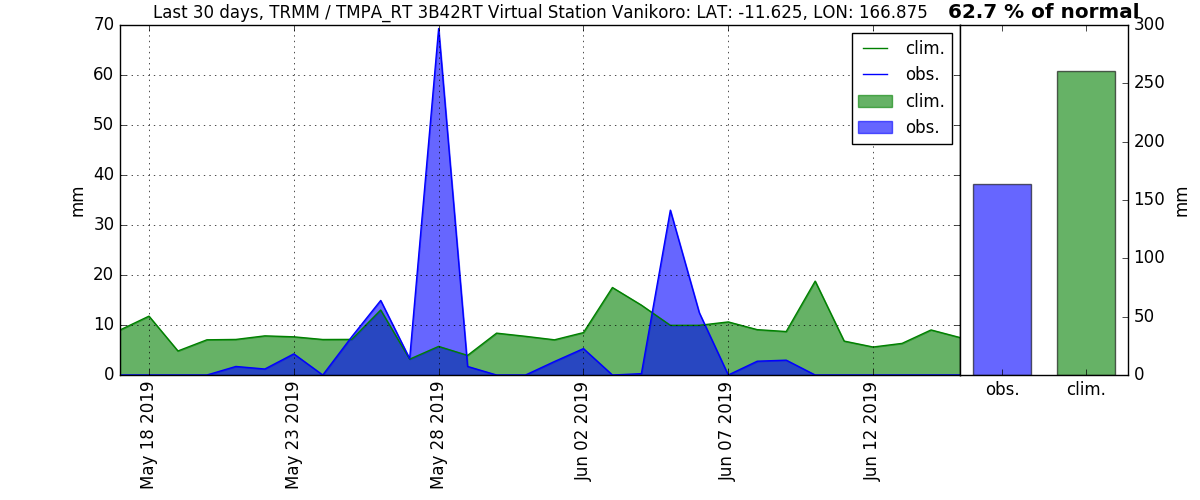 Last 30 days, TRMM / TMPA_RT 3B42RT Virtual Station Vanikoro: LAT: -11.625, LON: 166.875
62.7 % of normal
70
60
50
40
30
20
10
0
mm
clim.
obs.
clim.
obs.
May 18 2019
May 23 2019
May 28 2019
Jun 02 2019
Jun 07 2019
Jun 12 2019
300
250
200
150
100
50
0
mm
obs.
clim.